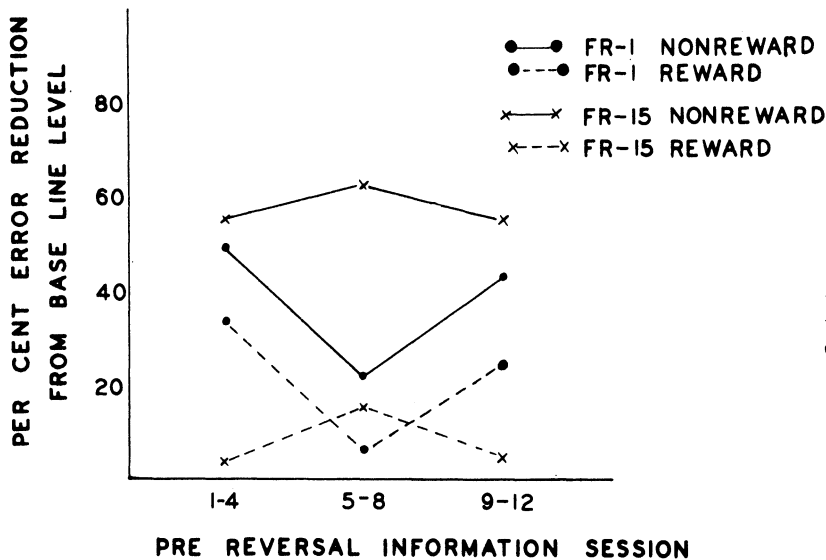 PER CENT ERROR REDUCTION
FROM BASE LINE LEVEL
FR-1 NONREWARD
FR-1 REWARD
FR-15 NONREWARD
FR-15 REWARD
80
60
40
20
1-4 5-8 9-12
PRE REVERSAL INFORMATION SESSION